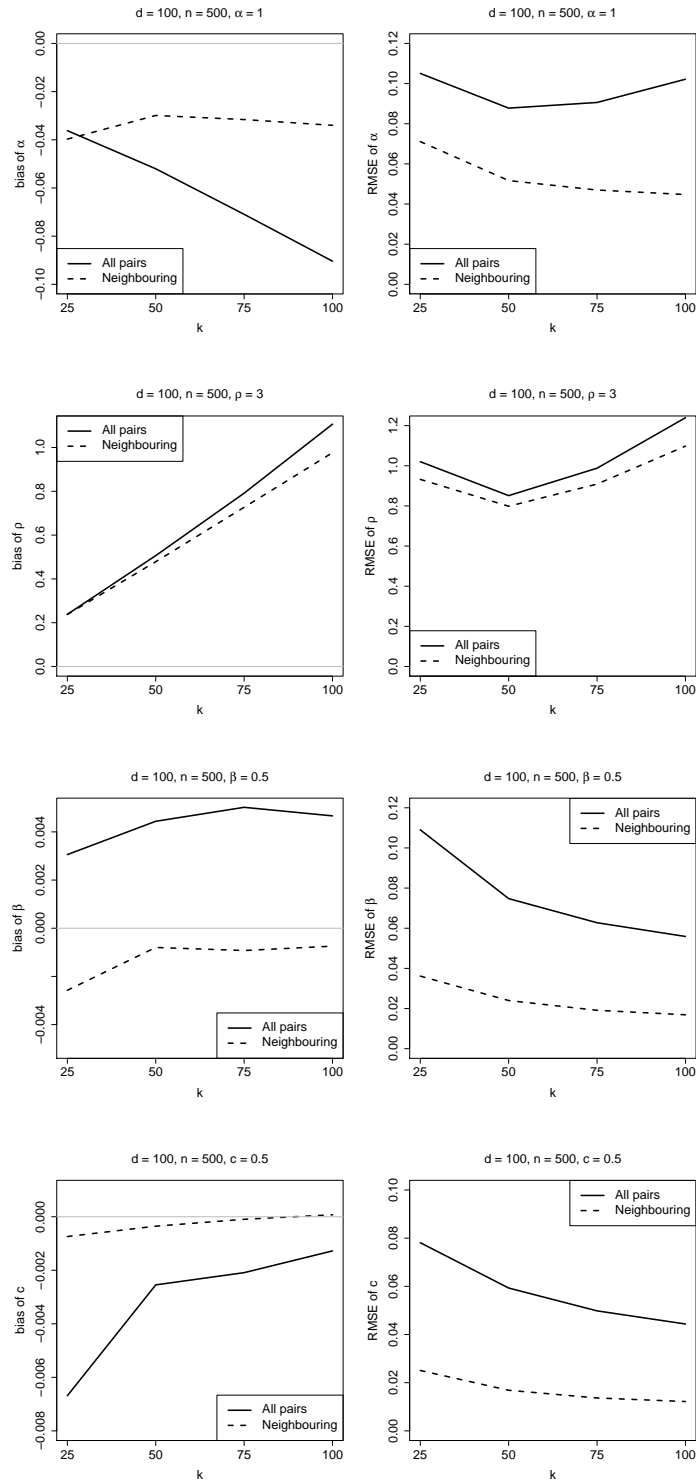 d = 100, n = 500, α = 1
0.00
−0.02
−0.04
−0.06
−0.08
−0.10
bias of α
All pairs
Neighbouring
25 50 75 100
k
d = 100, n = 500, α = 1
0.12
0.10
0.08
0.06
0.04
0.02
0.00
RMSE of α
All pairs
Neighbouring
25 50 75 100
k
d = 100, n = 500, ρ = 3
1.0
0.8
0.6
0.4
0.2
0.0
bias of ρ
All pairs
Neighbouring
25 50 75 100
k
d = 100, n = 500, ρ = 3
1.2
1.0
0.8
0.6
0.4
0.2
0.0
RMSE of ρ
All pairs
Neighbouring
25 50 75 100
k
d = 100, n = 500, β = 0.5
0.004
0.002
0.000
−0.004
bias of β
All pairs
Neighbouring
25 50 75 100
k
d = 100, n = 500, β = 0.5
0.12
0.10
0.08
0.06
0.04
0.02
0.00
RMSE of β
All pairs
Neighbouring
25 50 75 100
k
d = 100, n = 500, c = 0.5
0.000
−0.002
−0.004
−0.006
−0.008
bias of c
All pairs
Neighbouring
25 50 75 100
k
d = 100, n = 500, c = 0.5
0.10
0.08
0.06
0.04
0.02
0.00
RMSE of c
All pairs
Neighbouring
25 50 75 100
k